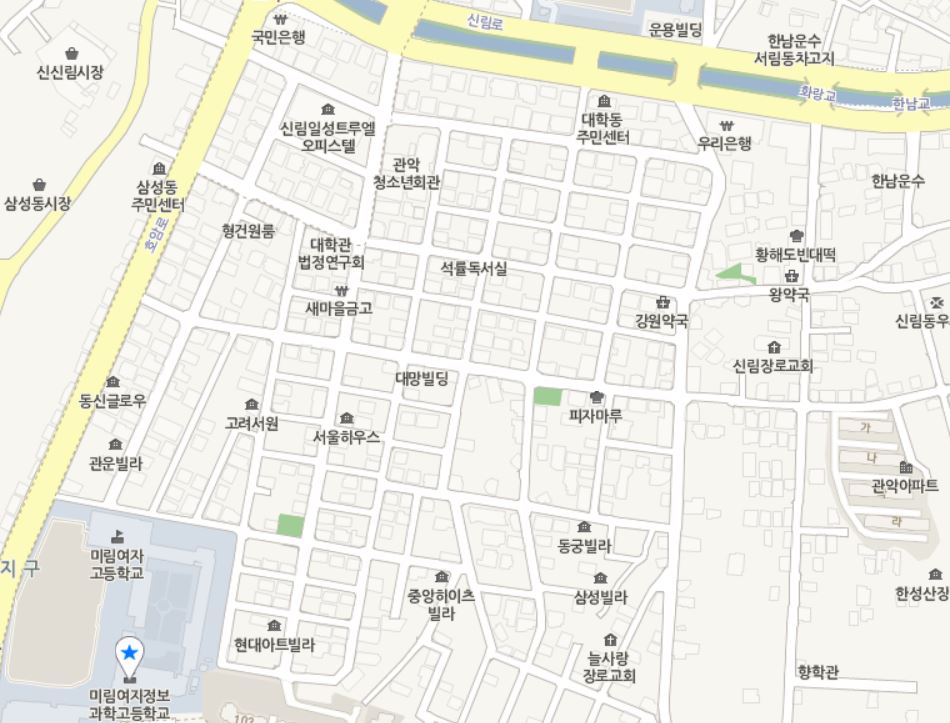 신림로
국민은행
운용빌딩
한남운수
서림동차고지
신신림시장
화랑교
한남교
신림일성트루엘
오피스텔
대학동
주민센터
우리은행
관악
청소년회관
삼성동시장
삼성동
주민센터
한남운수
호암로
형건원룸
대학관
법정연구회
황해도빈대떡
석률독서실
왕약국
새마을금고
강원약국
신림동우
신림장로교회
대망빌딩
동신글로우
고려서원
서울하우스
피자마루
가
나
관운빌라
관악아파트
라
동궁빌라
미림여자
고등학교
지구
중앙하이츠
빌라
삼성빌라
한성산장
현대아트빌라
늘사랑
장로교회
향학관
미림여자정보
과학고등학교
103